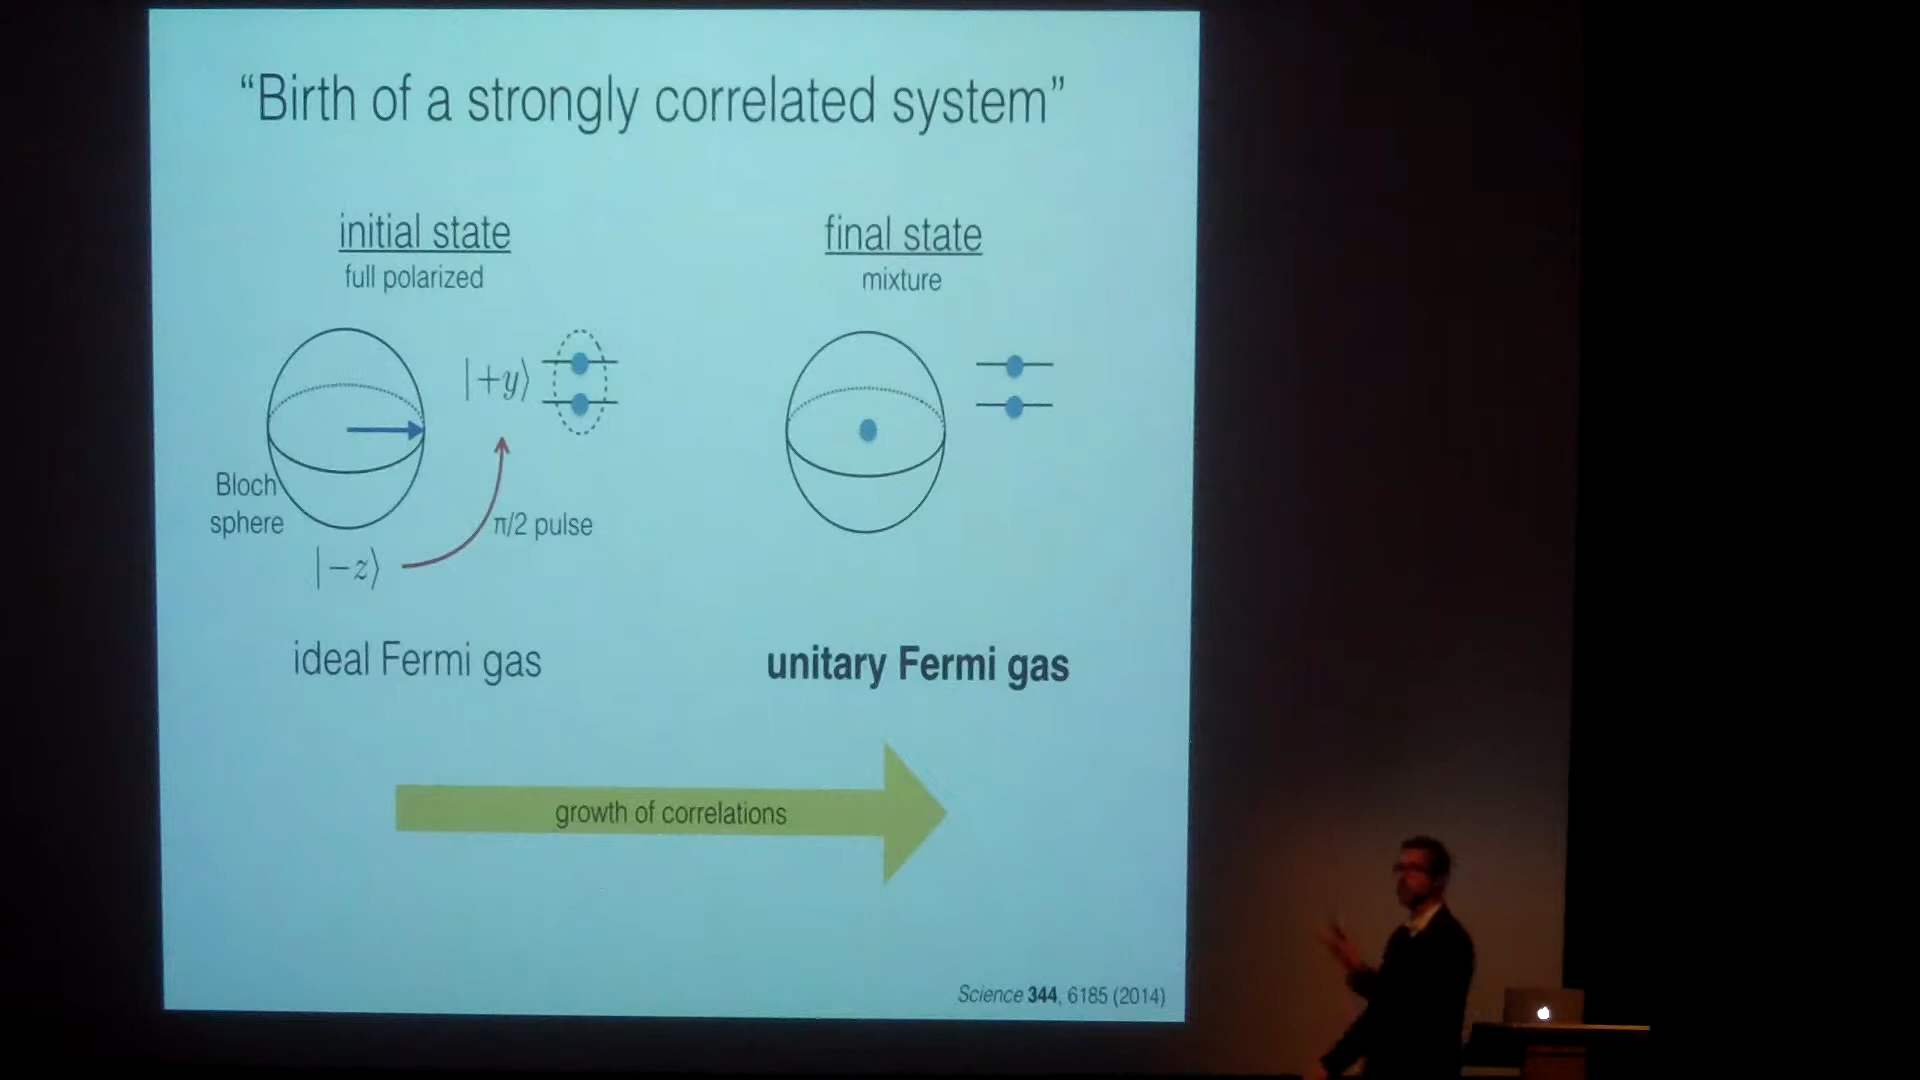 “Birth of a strongly correlated system”
initial state
full polarized
final state
mixture
|+y⟩
Bloch
sphere
π/2 pulse
|−z⟩
ideal Fermi gas
unitary Fermi gas
growth of correlations
Science 344, 6185 (2014)